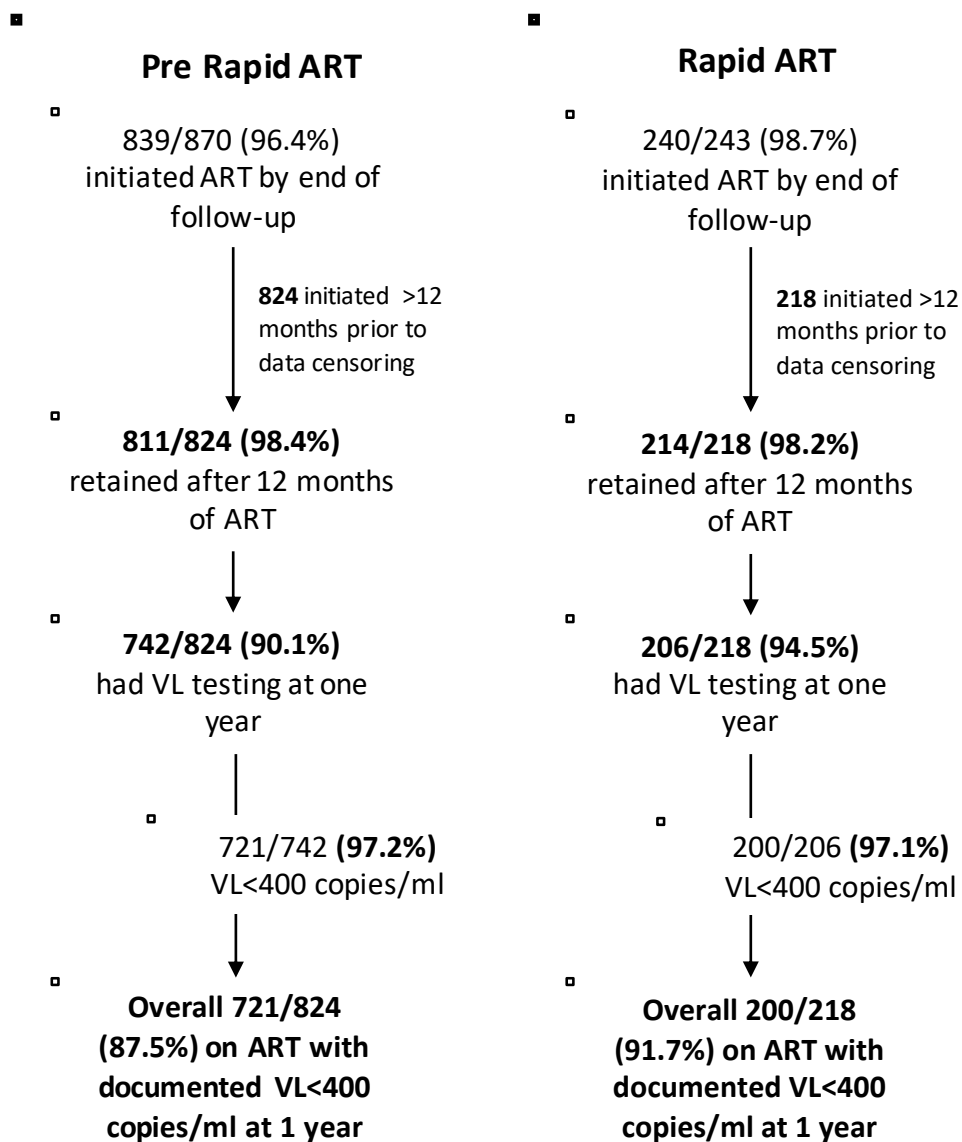 Pre Rapid ART
839/870 (96.4%)
initiated ART by end of
follow-up
824 initiated >12
months prior to
data censoring
811/824 (98.4%)
retained after 12 months
of ART
742/824 (90.1%)
had VL testing at one
year
721/742 (97.2%)
VL<400 copies/ml
Overall 721/824
(87.5%) on ART with
documented VL<400
copies/ml at 1 year
Rapid ART
240/243 (98.7%)
initiated ART by end of
follow-up
218 initiated >12
months prior to
data censoring
214/218 (98.2%)
retained after 12 months
of ART
206/218 (94.5%)
had VL testing at one
year
200/206 (97.1%)
VL<400 copies/ml
Overall 200/218
(91.7%) on ART with
documented VL<400
copies/ml at 1 year